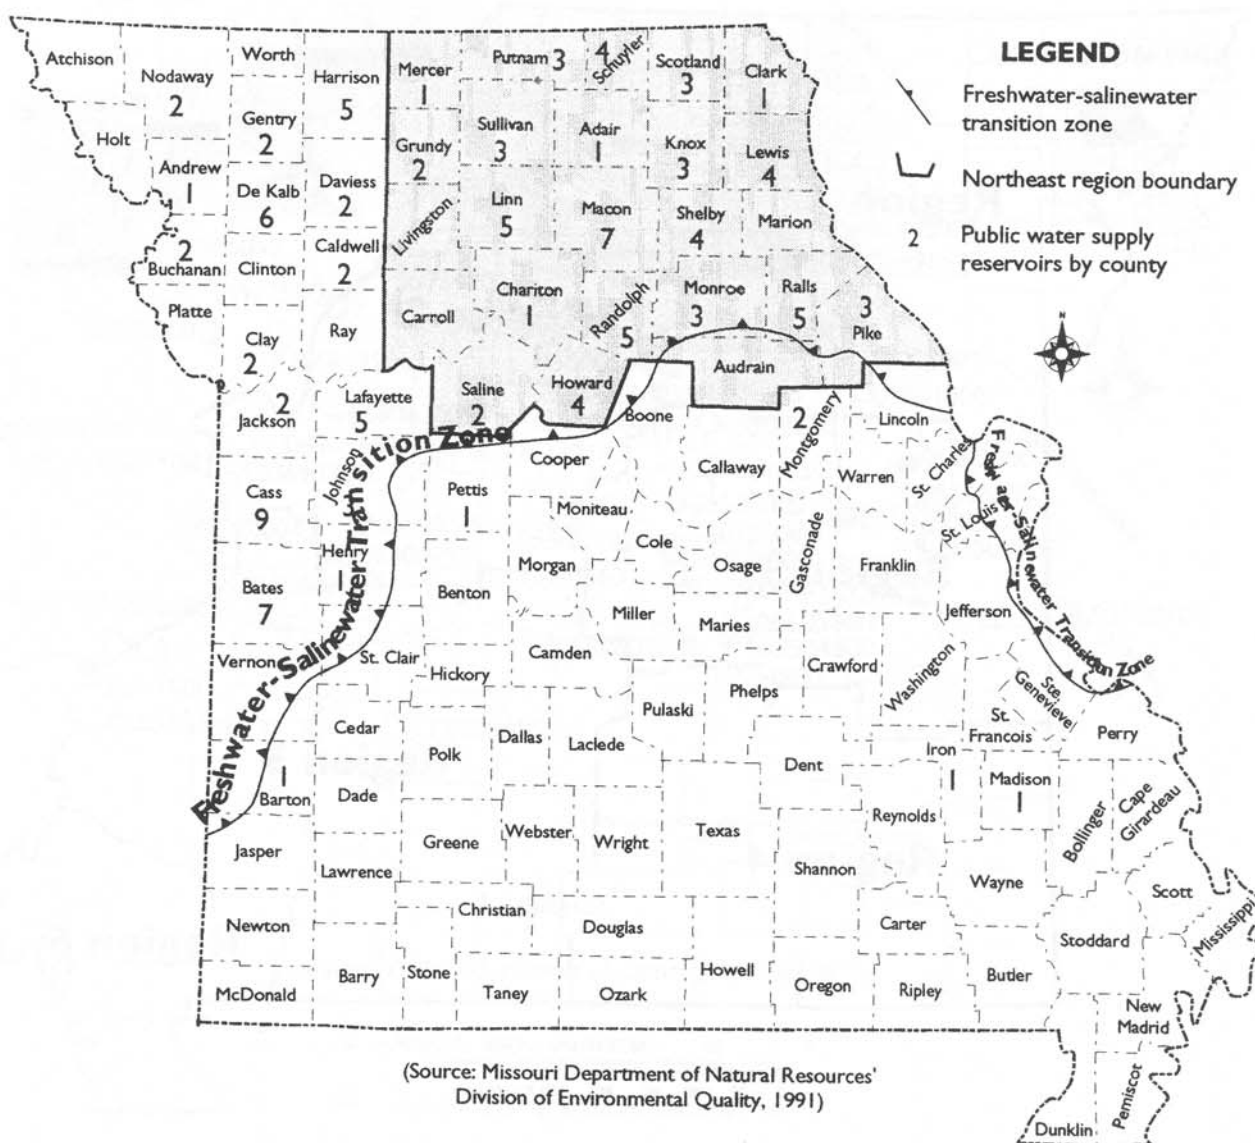 LEGEND
Freshwater-salinewater
transition zone
Northeast region boundary
2 Public water supply
reservoirs by county
N
Atchison
Nodaway
2
Worth
Harrison
5
Mercer
1
Putnam 3
4
Schuyler
Scotland
3
Clark
1
Holt
Gentry
2
Andrew
1
De Kalb
6
Daviess
2
Grundy
2
Sullivan
3
Adair
1
Knox
3
Lewis
4
Livingston
Linn
5
Macon
7
Shelby
4
Marion
2
Buchanan
Clinton
Caldwell
2
Platte
Clay
2
Ray
Carroll
Chariton
1
Randolph
5
Monroe
3
Ralls
5
3
Pike
Audrain
2
Jackson
Lafayette
5
Saline
2
Howard
4
Boone
2
Montgomery
Lincoln
Cooper
Callaway
Warren
St. Charles
Johnson
Cass
9
Pettis
1
Moniteau
Cole
Osage
Gasconade
Franklin
St. Louis
Henry
1
Bates
7
Benton
Morgan
Miller
Maries
Jefferson
Vernon
St. Clair
Hickory
Camden
Pulaski
Phelps
Crawford
Washington
Ste.
Genevieve
St.
Francois
Perry
Cedar
Polk
Dallas
Laclede
Dent
Iron
1
Madison
1
1
Barton
Dade
Greene
Webster
Wright
Texas
Reynolds
Bollinger
Cape
Girardeau
Jasper
Lawrence
Shannon
Wayne
Scott
Mississippi
Newton
Christian
Douglas
Carter
Stoddard
McDonald
Barry
Stone
Taney
Ozark
Howell
Oregon
Ripley
Butler
New
Madrid
Dunklin
Pemiscot
Freshwater-Salinewater Transition Zone
Freshwater-Salinewater Transition Zone
(Source: Missouri Department of Natural Resources'
Division of Environmental Quality, 1991)